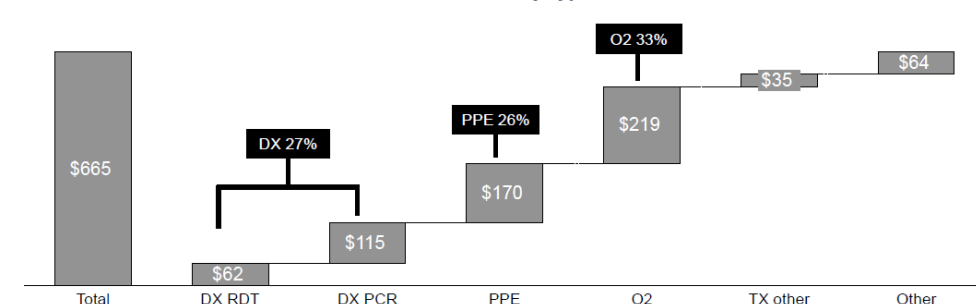 O2 33%
$64
$35
PPE 26%
$219
DX 27%
$665
$170
$115
$62
Total DX RDT DX PCR PPE O2 TX other Other